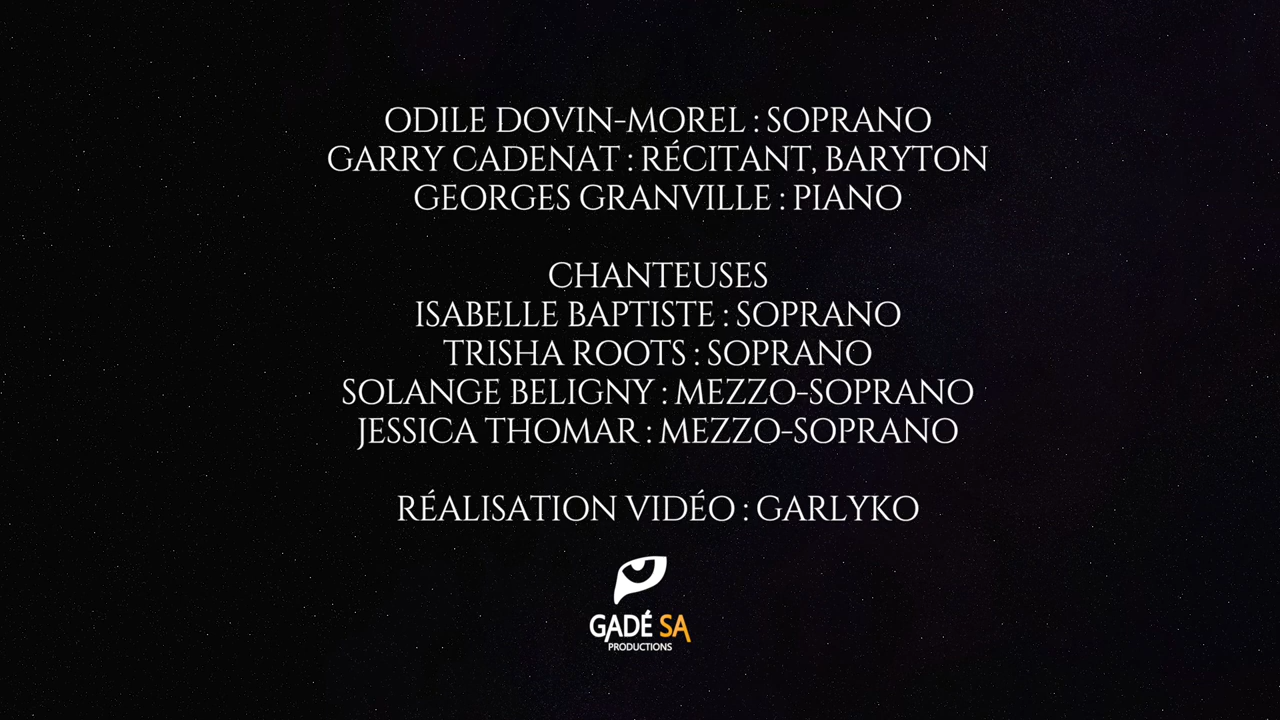 ODILE DOVIN-MOREL : SOPRANO
GARRY CADENAT : RÉCITANT, BARYTON
GEORGES GRANVILLE : PIANO
CHANTEUSES
ISABELLE BAPTISTE : SOPRANO
TRISHA ROOTS : SOPRANO
SOLANGE BELIGNY : MEZZO-SOPRANO
JESSICA THOMAR : MEZZO-SOPRANO
RÉALISATION VIDÉO : GARLYKO
GADÉ SA
PRODUCTIONS